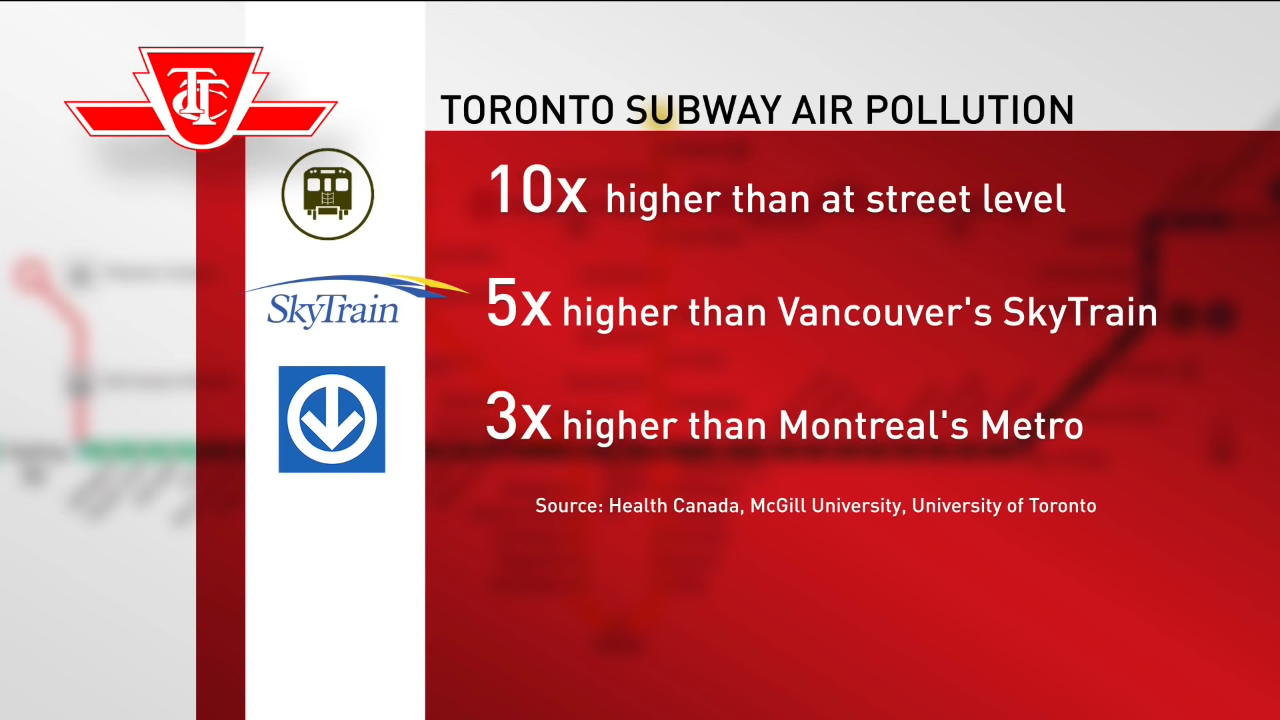 TTC
TORONTO SUBWAY AIR POLLUTION
10x higher than at street level
SkyTrain
5x higher than Vancouver's SkyTrain
3x higher than Montreal's Metro
Source: Health Canada, McGill University, University of Toronto